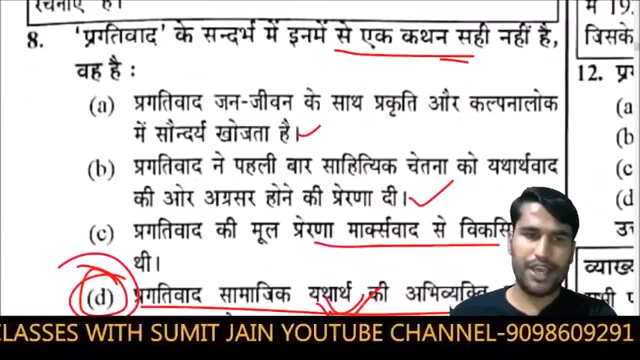 रचनाएँ हैं।
8. 'प्रगतिवाद' के सन्दर्भ में इनमें से एक कथन सही नहीं है,
वह है :
(a) प्रगतिवाद जन-जीवन के साथ प्रकृति और कल्पनालोक
में सौन्दर्य खोजता है।
(b) प्रगतिवाद ने पहली बार साहित्यिक चेतना को यथार्थवाद
की ओर अग्रसर होने की प्रेरणा दी।
(c) प्रगतिवाद की मूल प्रेरणा मार्क्सवाद से
थी।
(d) प्रगतिवाद सामाजिक यथार्थ की अभिव्यक्ति
में 19
जिसके
12. प्र
(a)
(b)
(c)
(d)
उत्त
व्याख्
CLASSES WITH SUMIT JAIN YOUTUBE CHANNEL-9098609291